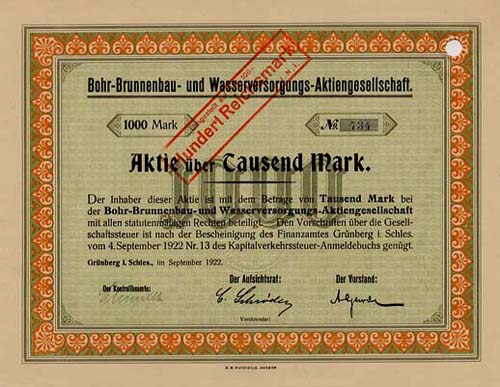 Bohr-Brunnenbau- und Wasserversorgungs-Aktiengesellschaft.
1000 Mark
No 734
Hundert Reichsmark
Aktie über Tausend Mark.
Der Inhaber dieser Aktie ist mit dem Betrage von Tausend Mark bei
der Bohr-Brunnenbau- und Wasserversorgungs-Aktiengesellschaft
mit allen statutenmäßigen Rechten beteiligt. Den Vorschriften über die Gesell-
schaftssteuer ist nach der Bescheinigung des Finanzamtes Grünberg i. Schles.
vom 4. September 1922 Nr. 13 des Kapitalverkehrssteuer-Anmeldebuchs genügt.
Grünberg i. Schles., im September 1922.
Der Kontrollbeamte:
Der Aufsichtsrat:
Der Vorstand:
C. Schröder
Vorsitzender.